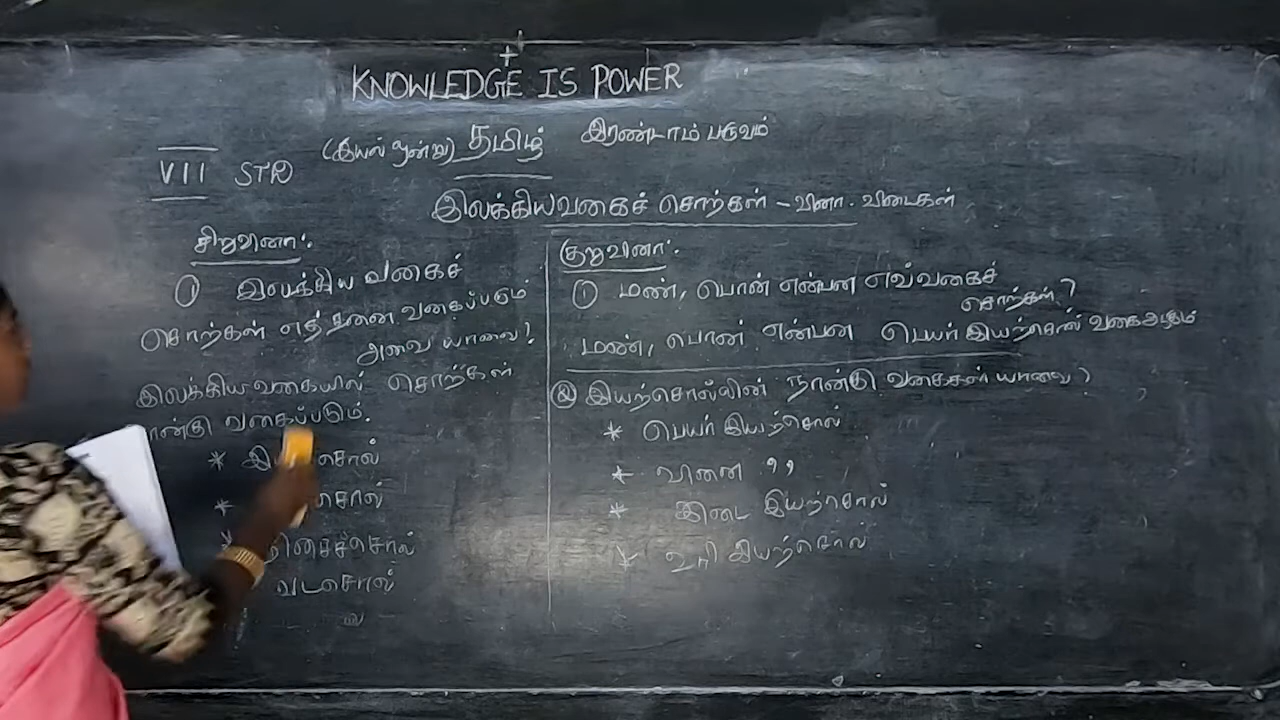 KNOWLEDGE IS POWER
(இயல் மூன்று) தமிழ் இரண்டாம் பருவம்
VII STD
இலக்கியவகைச் சொற்கள் - வினா. விடைகள்
சிறுவினா:
① இலக்கிய வகைச்
சொற்கள் எத்தனை வகைப்படும்
அவை யாவை?
இலக்கியவகையில் சொற்கள்
வகைப்படும்.
*
*
*
வடசொல்
குறுவினா:
① மண், பொன் என்பன எவ்வகைச்
சொற்கள்?
மண், பொன் என்பன பெயர் இயற்சொல் வகை
② இயற்சொல்லின் நான்கு வகைகள் யாவை?
* பெயர் இயற்சொல்
* வினை ,,
* இடை இயற்சொல்
* உரி இயற்சொல்